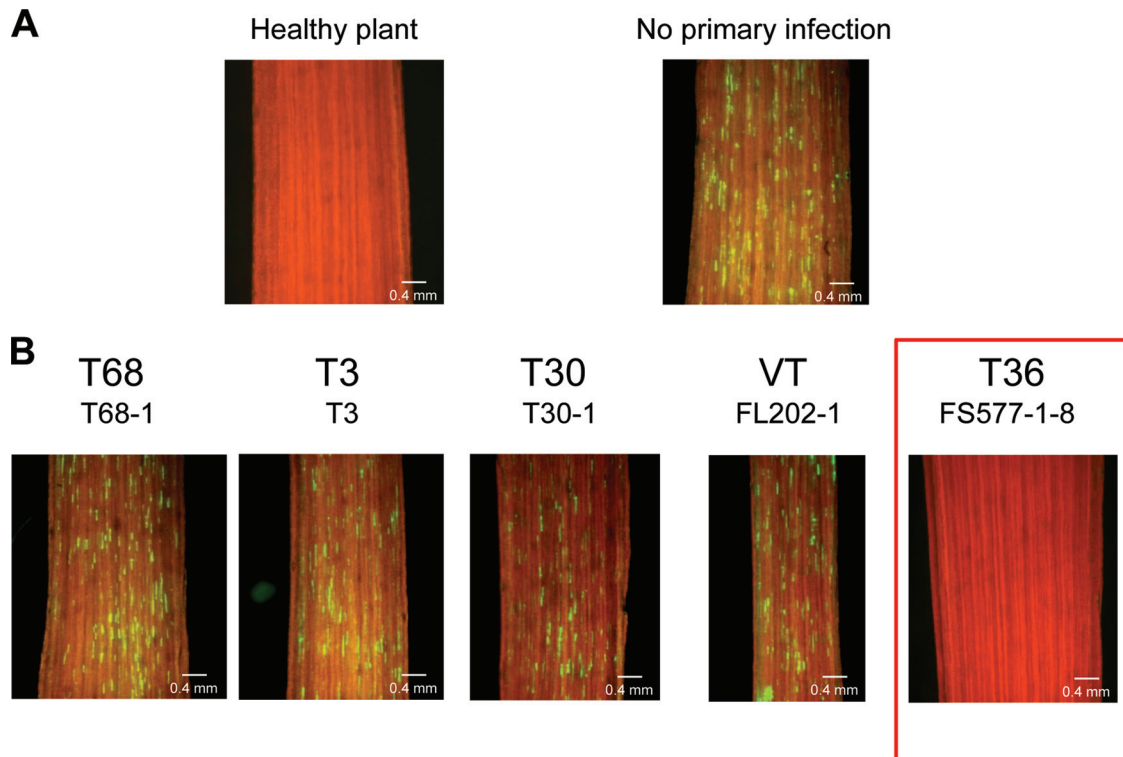 A
Healthy plant
No primary infection
0.4 mm
0.4 mm
B
T68
T3
T30
VT
T36
T68-1
T3
T30-1
FL202-1
FS577-1-8
0.4 mm
0.4 mm
0.4 mm
0.4 mm
0.4 mm